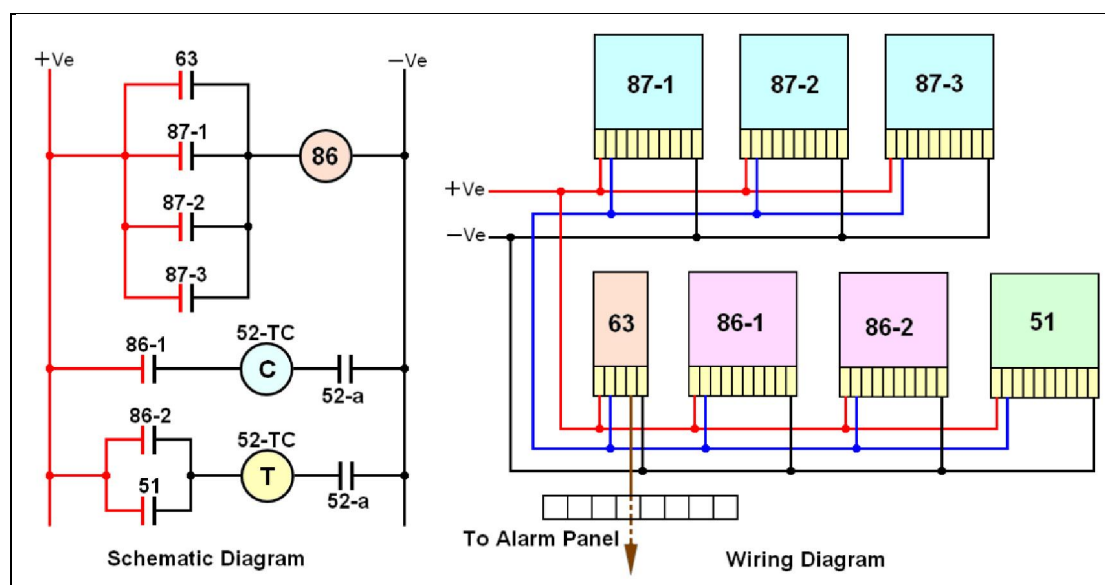 +Ve
63
−Ve
87-1
86
87-2
87-3
86-1
52-TC
C
52-a
86-2
52-TC
T
51
52-a
Schematic Diagram
87-1
87-2
87-3
+Ve
−Ve
63
86-1
86-2
51
To Alarm Panel
Wiring Diagram